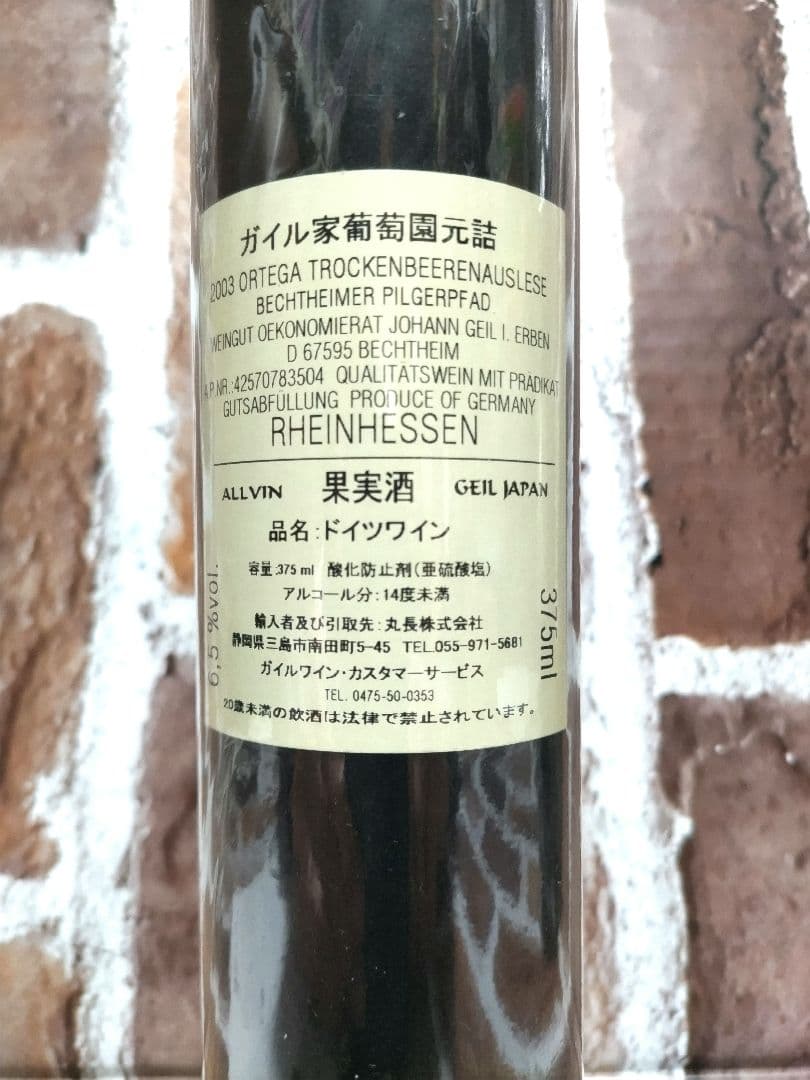 ガイル家葡萄園元詰
2003 ORTEGA TROCKENBEERENAUSLESE
BECHTHEIMER PILGERPFAD
WEINGUT OEKONOMIERAT JOHANN GEIL I. ERBEN
D 67595 BECHTHEIM
A.P.NR.:42570783504 QUALITATSWEIN MIT PRADIKAT
GUTSABFÜLLUNG PRODUCE OF GERMANY
RHEINHESSEN
ALLVIN 果実酒 GEIL JAPAN
品名:ドイツワイン
容量:375 ml 酸化防止剤(亜硫酸塩)
アルコール分:14度未満
輸入者及び引取先:丸長株式会社
静岡県三島市南田町5-45 TEL.055-971-5681
ガイルワイン・カスタマーサービス
TEL. 0475-50-0353
20歳未満の飲酒は法律で禁止されています。
6,5 %vol.
375ml